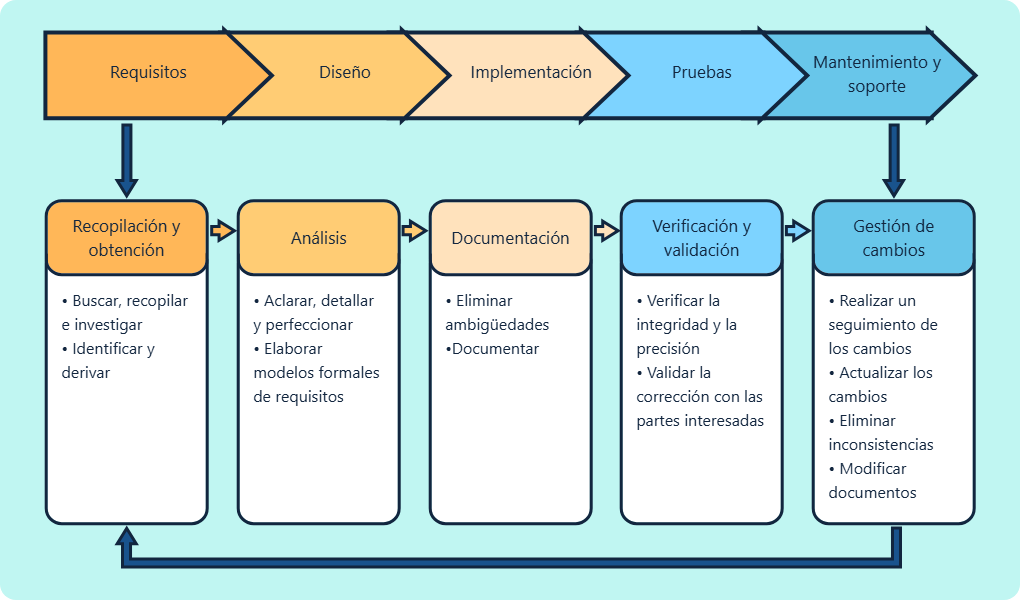 Requisitos
Diseño
Implementación
Pruebas
Mantenimiento y
soporte
Recopilación y
obtención
• Buscar, recopilar
e investigar
• Identificar y
derivar
Análisis
• Aclarar, detallar
y perfeccionar
• Elaborar
modelos formales
de requisitos
Documentación
• Eliminar
ambigüedades
•Documentar
Verificación y
validación
• Verificar la
integridad y la
precisión
• Validar la
corrección con las
partes interesadas
Gestión de
cambios
• Realizar un
seguimiento de
los cambios
• Actualizar los
cambios
• Eliminar
inconsistencias
• Modificar
documentos